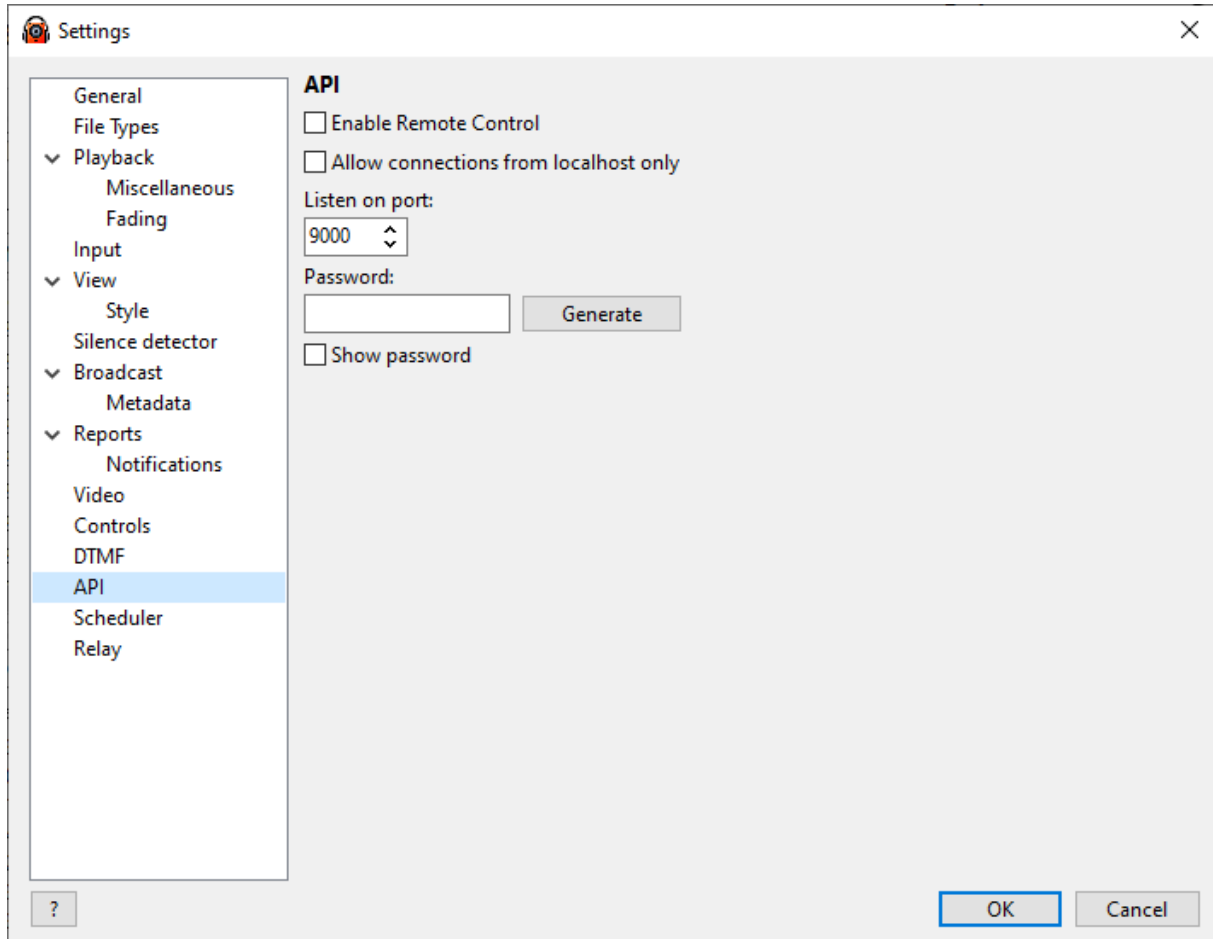 Settings
General
File Types
Playback
Miscellaneous
Fading
Input
View
Style
Silence detector
Broadcast
Metadata
Reports
Notifications
Video
Controls
DTMF
API
Scheduler
Relay
API
Enable Remote Control
Allow connections from localhost only
Listen on port:
9000
Password:
Generate
Show password
?
OK
Cancel